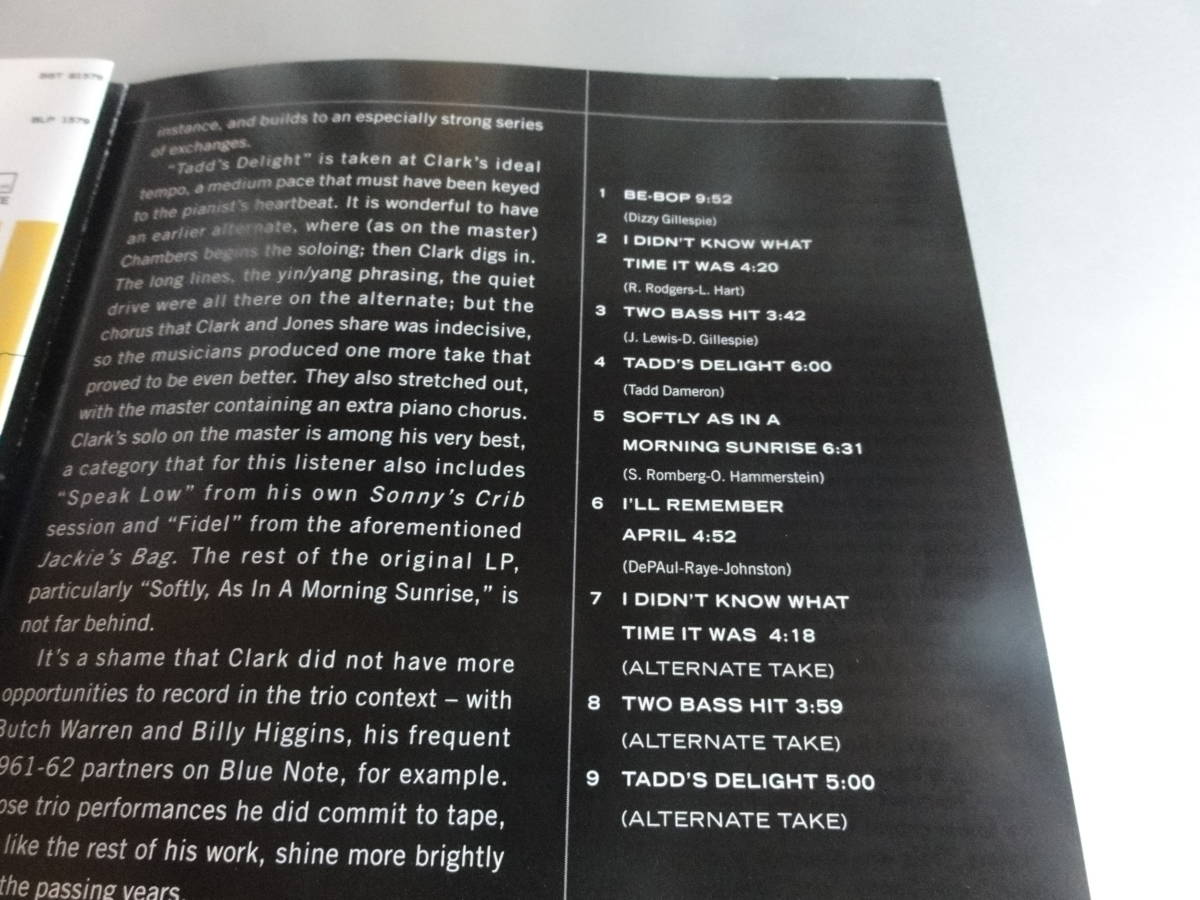 BST 81579
BLP 1579
instance, and builds to an especially strong series
of exchanges.
"Tadd's Delight" is taken at Clark's ideal
tempo, a medium pace that must have been keyed
to the pianist's heartbeat. It is wonderful to have
an earlier alternate, where (as on the master)
Chambers begins the soloing; then Clark digs in.
The long lines, the yin/yang phrasing, the quiet
drive were all there on the alternate; but the
chorus that Clark and Jones share was indecisive,
so the musicians produced one more take that
proved to be even better. They also stretched out,
with the master containing an extra piano chorus.
Clark's solo on the master is among his very best,
a category that for this listener also includes
"Speak Low" from his own Sonny's Crib
session and "Fidel" from the aforementioned
Jackie's Bag. The rest of the original LP,
particularly "Softly, As In A Morning Sunrise," is
not far behind.
It's a shame that Clark did not have more
opportunities to record in the trio context – with
Butch Warren and Billy Higgins, his frequent
961-62 partners on Blue Note, for example.
ose trio performances he did commit to tape,
like the rest of his work, shine more brightly
the passing years.
1 BE-BOP 9:52
(Dizzy Gillespie)
2 I DIDN'T KNOW WHAT
TIME IT WAS 4:20
(R. Rodgers-L. Hart)
3 TWO BASS HIT 3:42
(J. Lewis-D. Gillespie)
4 TADD'S DELIGHT 6:00
(Tadd Dameron)
5 SOFTLY AS IN A
MORNING SUNRISE 6:31
(S. Romberg-O. Hammerstein)
6 I'LL REMEMBER
APRIL 4:52
(DePAul-Raye-Johnston)
7 I DIDN'T KNOW WHAT
TIME IT WAS 4:18
(ALTERNATE TAKE)
8 TWO BASS HIT 3:59
(ALTERNATE TAKE)
9 TADD'S DELIGHT 5:00
(ALTERNATE TAKE)